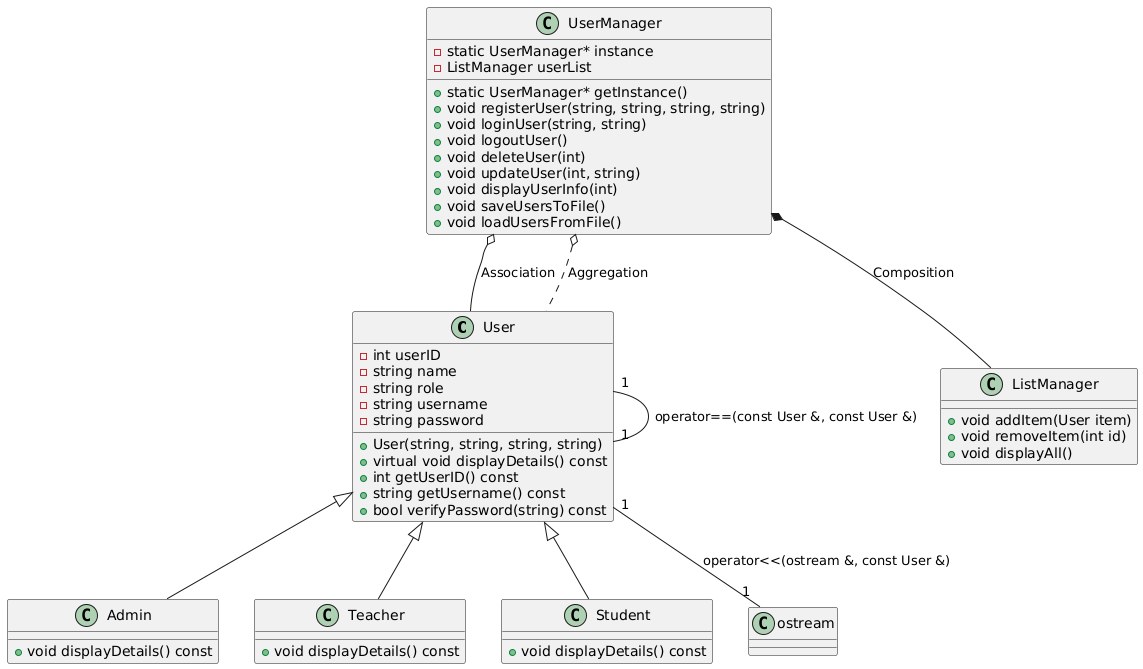 C UserManager
static UserManager* instance
ListManager userList
static UserManager* getInstance()
void registerUser(string, string, string, string)
void loginUser(string, string)
void logoutUser()
void deleteUser(int)
void updateUser(int, string)
void displayUserInfo(int)
void saveUsersToFile()
void loadUsersFromFile()
Association
Aggregation
Composition
C User
int userID
string name
string role
string username
string password
User(string, string, string, string)
virtual void displayDetails() const
int getUserID() const
string getUsername() const
bool verifyPassword(string) const
1
operator==(const User &, const User &)
1
C ListManager
void addItem(User item)
void removeItem(int id)
void displayAll()
1
operator<<(ostream &, const User &)
1
C Admin
void displayDetails() const
C Teacher
void displayDetails() const
C Student
void displayDetails() const
C ostream